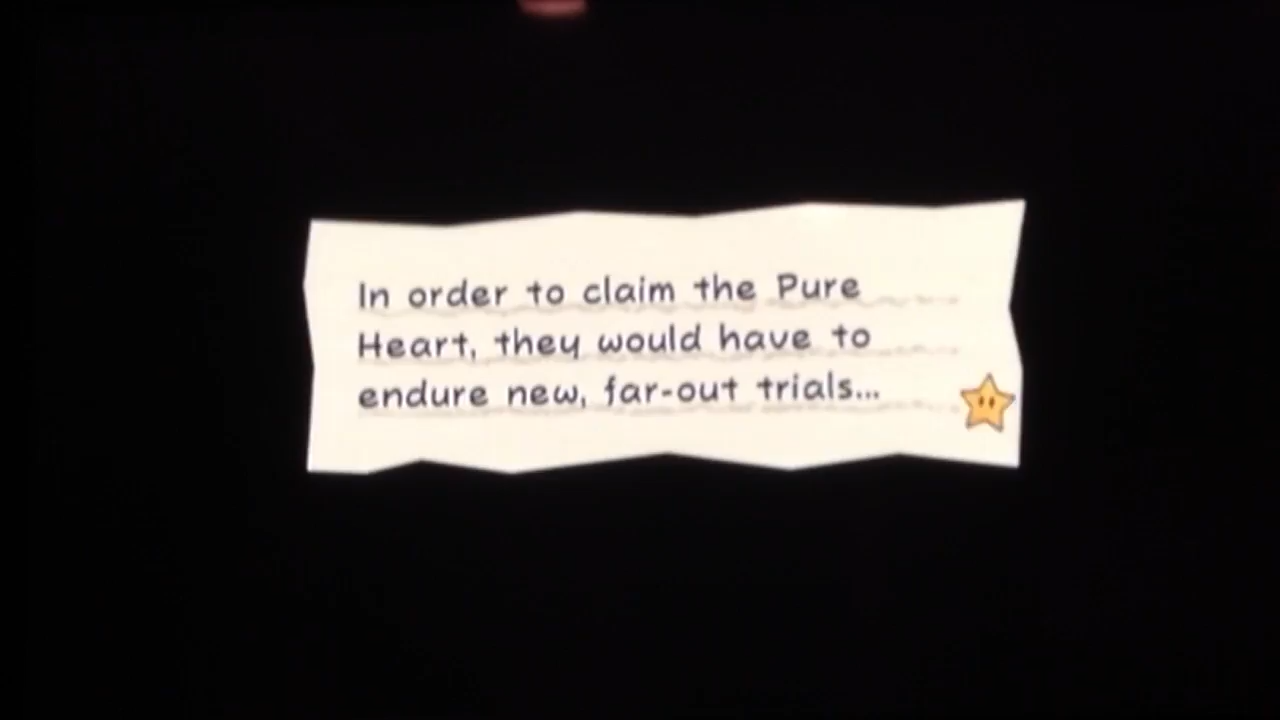 In order to claim the Pure
Heart, they would have to
endure new, far-out trials...